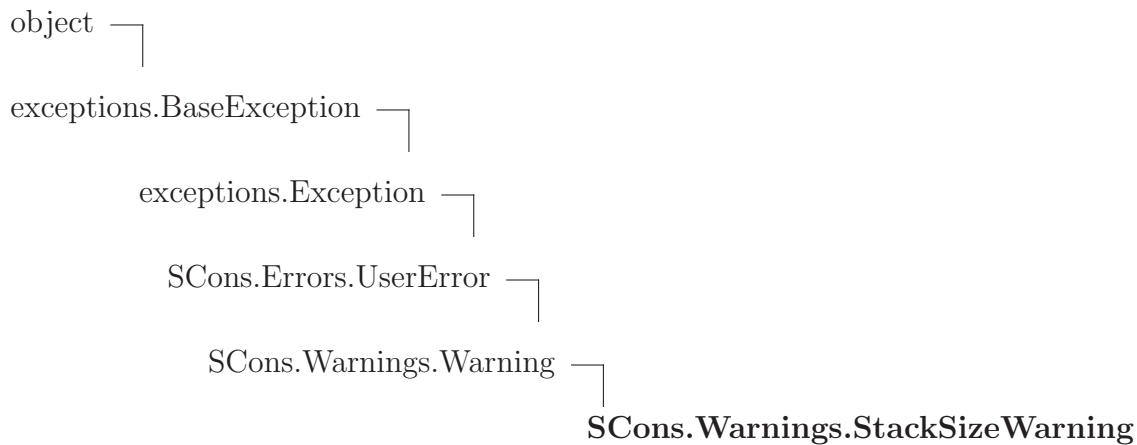 object
exceptions.BaseException
exceptions.Exception
SCons.Errors.UserError
SCons.Warnings.Warning
SCons.Warnings.StackSizeWarning